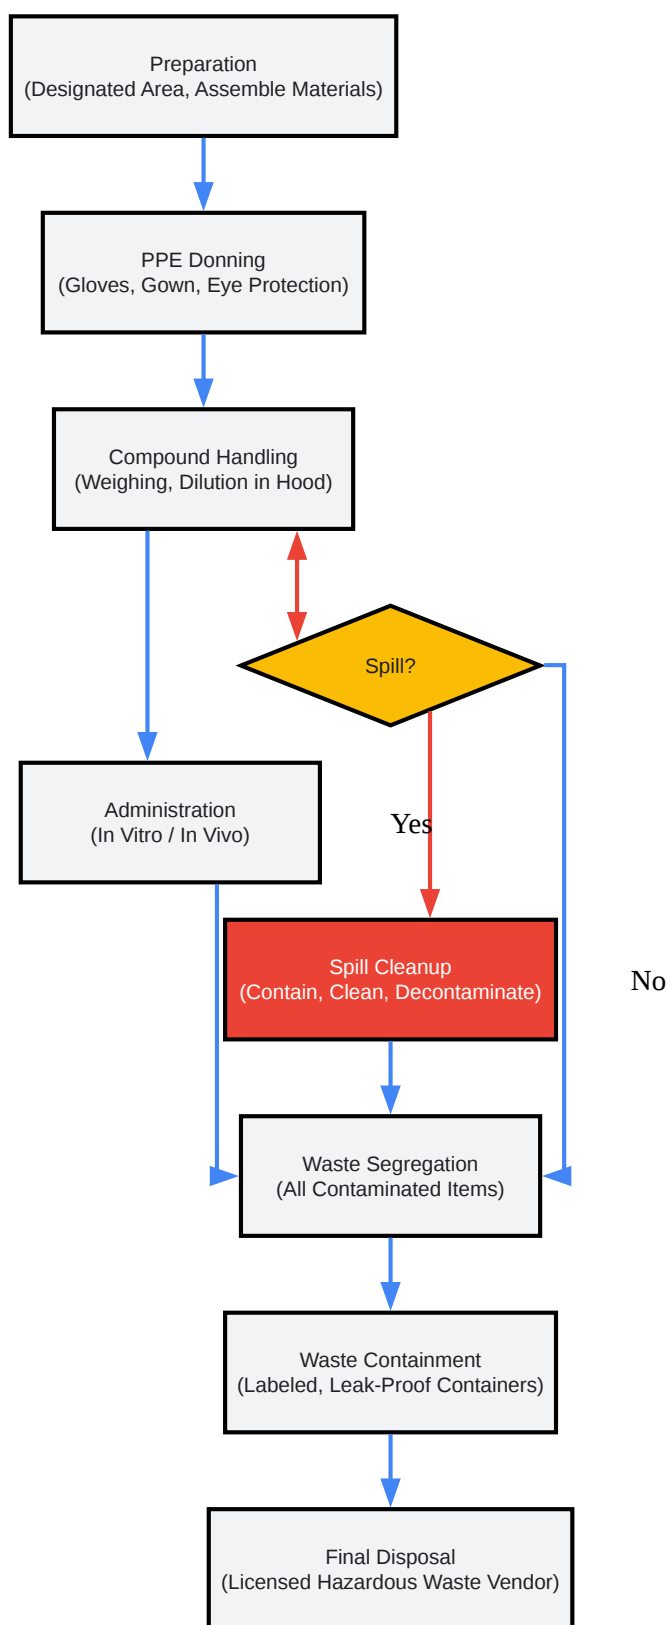 Preparation
(Designated Area, Assemble Materials)
PPE Donning
(Gloves, Gown, Eye Protection)
Compound Handling
(Weighing, Dilution in Hood)
Spill?
Administration
(In Vitro / In Vivo)
Yes
Spill Cleanup
(Contain, Clean, Decontaminate)
No
Waste Segregation
(All Contaminated Items)
Waste Containment
(Labeled, Leak-Proof Containers)
Final Disposal
(Licensed Hazardous Waste Vendor)